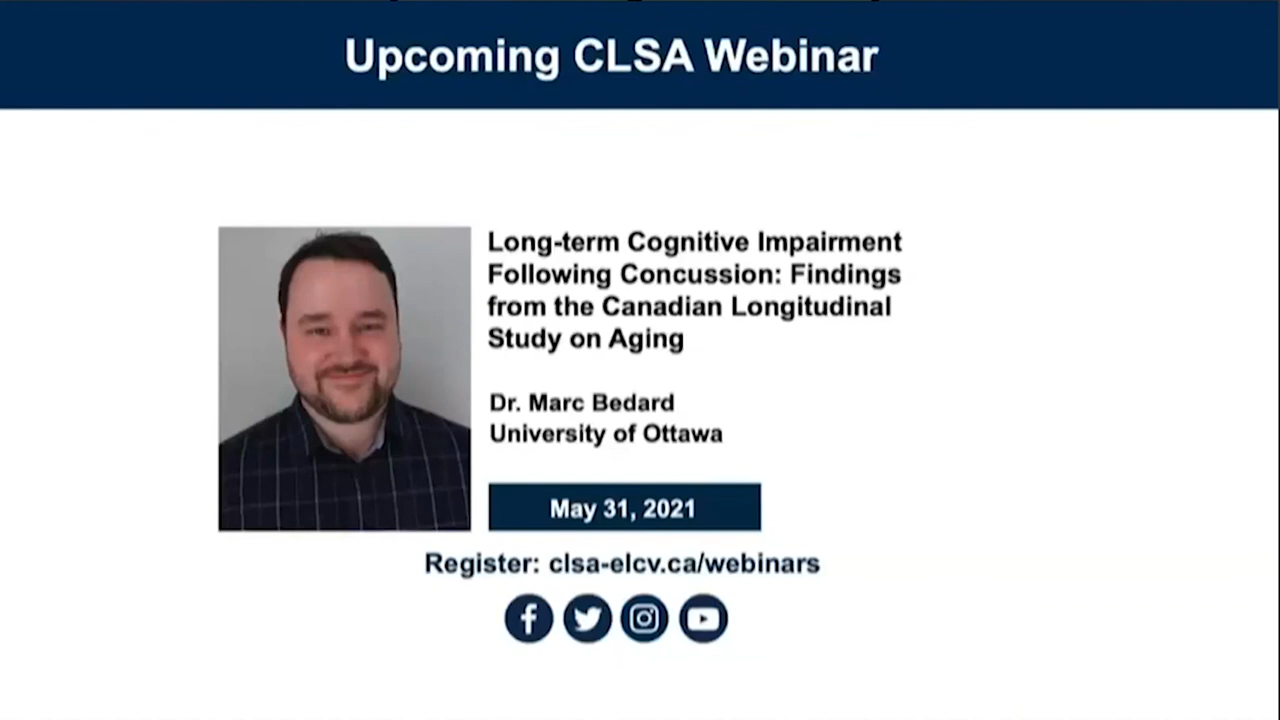 Upcoming CLSA Webinar
Long-term Cognitive Impairment
Following Concussion: Findings
from the Canadian Longitudinal
Study on Aging
Dr. Marc Bedard
University of Ottawa
May 31, 2021
Register: clsa-elcv.ca/webinars